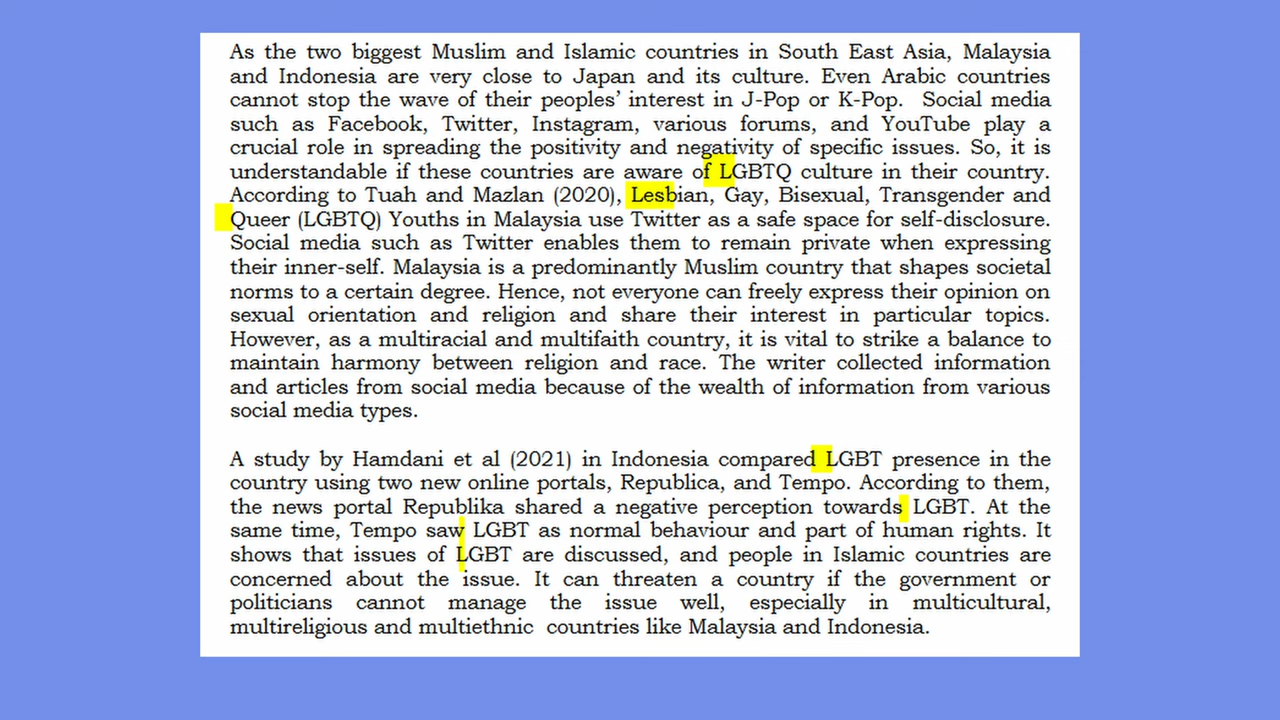 As the two biggest Muslim and Islamic countries in South East Asia, Malaysia
and Indonesia are very close to Japan and its culture. Even Arabic countries
cannot stop the wave of their peoples’ interest in J-Pop or K-Pop.  Social media
such as Facebook, Twitter, Instagram, various forums, and YouTube play a
crucial role in spreading the positivity and negativity of specific issues. So, it is
understandable if these countries are aware of LGBTQ culture in their country.
According to Tuah and Mazlan (2020), Lesbian, Gay, Bisexual, Transgender and
Queer (LGBTQ) Youths in Malaysia use Twitter as a safe space for self-disclosure.
Social media such as Twitter enables them to remain private when expressing
their inner-self. Malaysia is a predominantly Muslim country that shapes societal
norms to a certain degree. Hence, not everyone can freely express their opinion on
sexual orientation and religion and share their interest in particular topics.
However, as a multiracial and multifaith country, it is vital to strike a balance to
maintain harmony between religion and race. The writer collected information
and articles from social media because of the wealth of information from various
social media types.
A study by Hamdani et al (2021) in Indonesia compared LGBT presence in the
country using two new online portals, Republica, and Tempo. According to them,
the news portal Republika shared a negative perception towards LGBT. At the
same time, Tempo saw LGBT as normal behaviour and part of human rights. It
shows that issues of LGBT are discussed, and people in Islamic countries are
concerned about the issue. It can threaten a country if the government or
politicians cannot manage the issue well, especially in multicultural,
multireligious and multiethnic  countries like Malaysia and Indonesia.